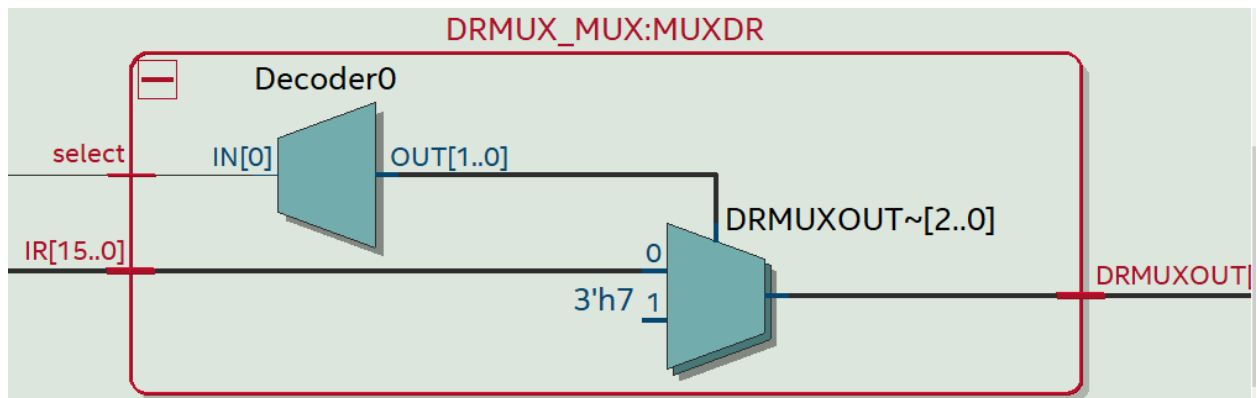 DRMUX_MUX:MUXDR
Decoder0
select
IN[0]
OUT[1..0]
DRMUXOUT~[2..0]
IR[15..0]
0
3'h7
1
DRMUXOUT[